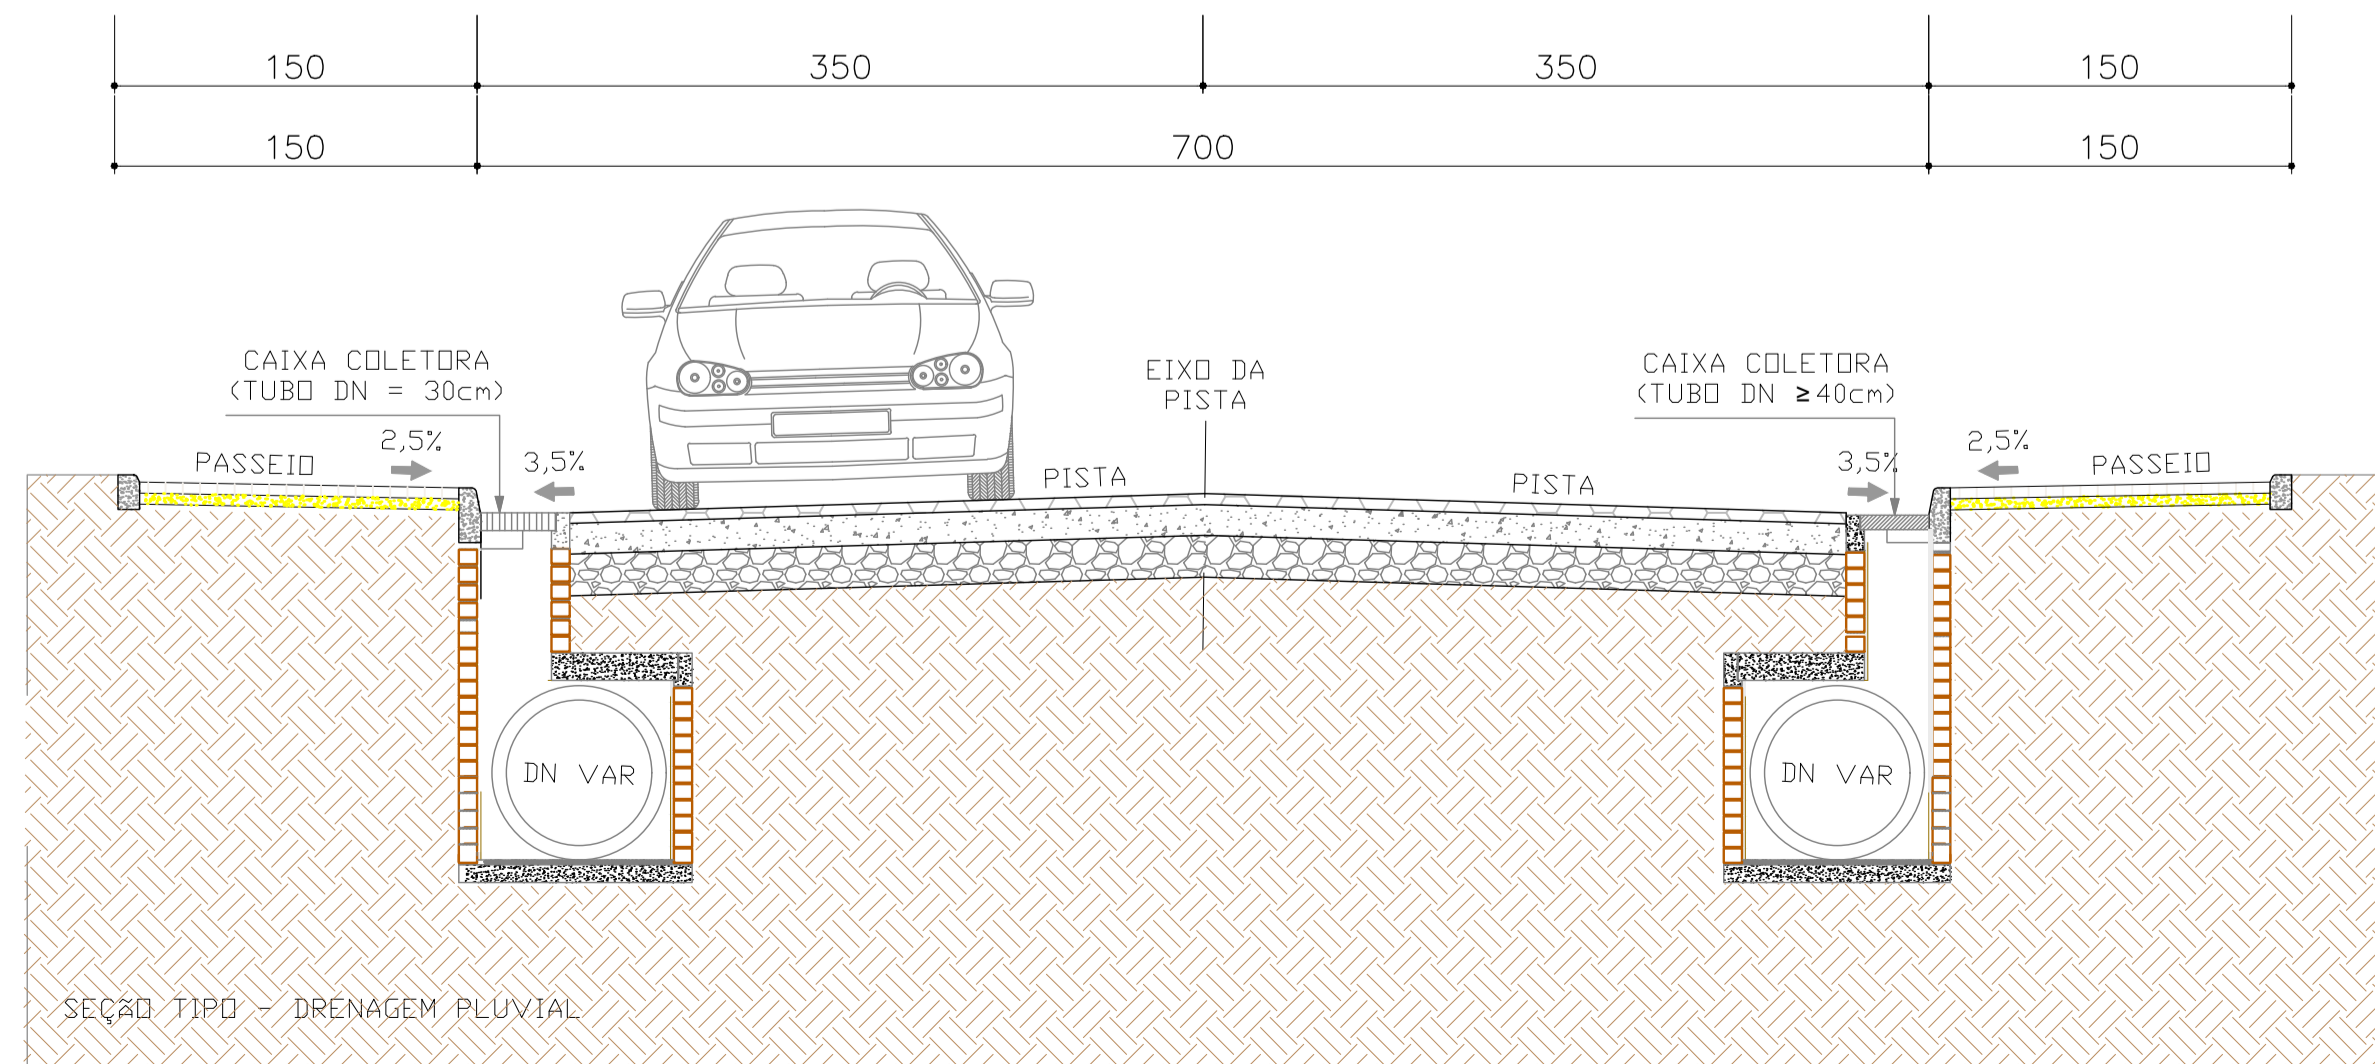 150
350
350
150
150
700
150
CAIXA COLETORA
(TUBO DN = 30cm)
EIXO DA
PISTA
CAIXA COLETORA
(TUBO DN ≥40cm)
PASSEIO
2,5%
3,5%
PISTA
PISTA
3,5%
2,5%
PASSEIO
DN VAR
DN VAR
SEÇÃO TIPO - DRENAGEM PLUVIAL